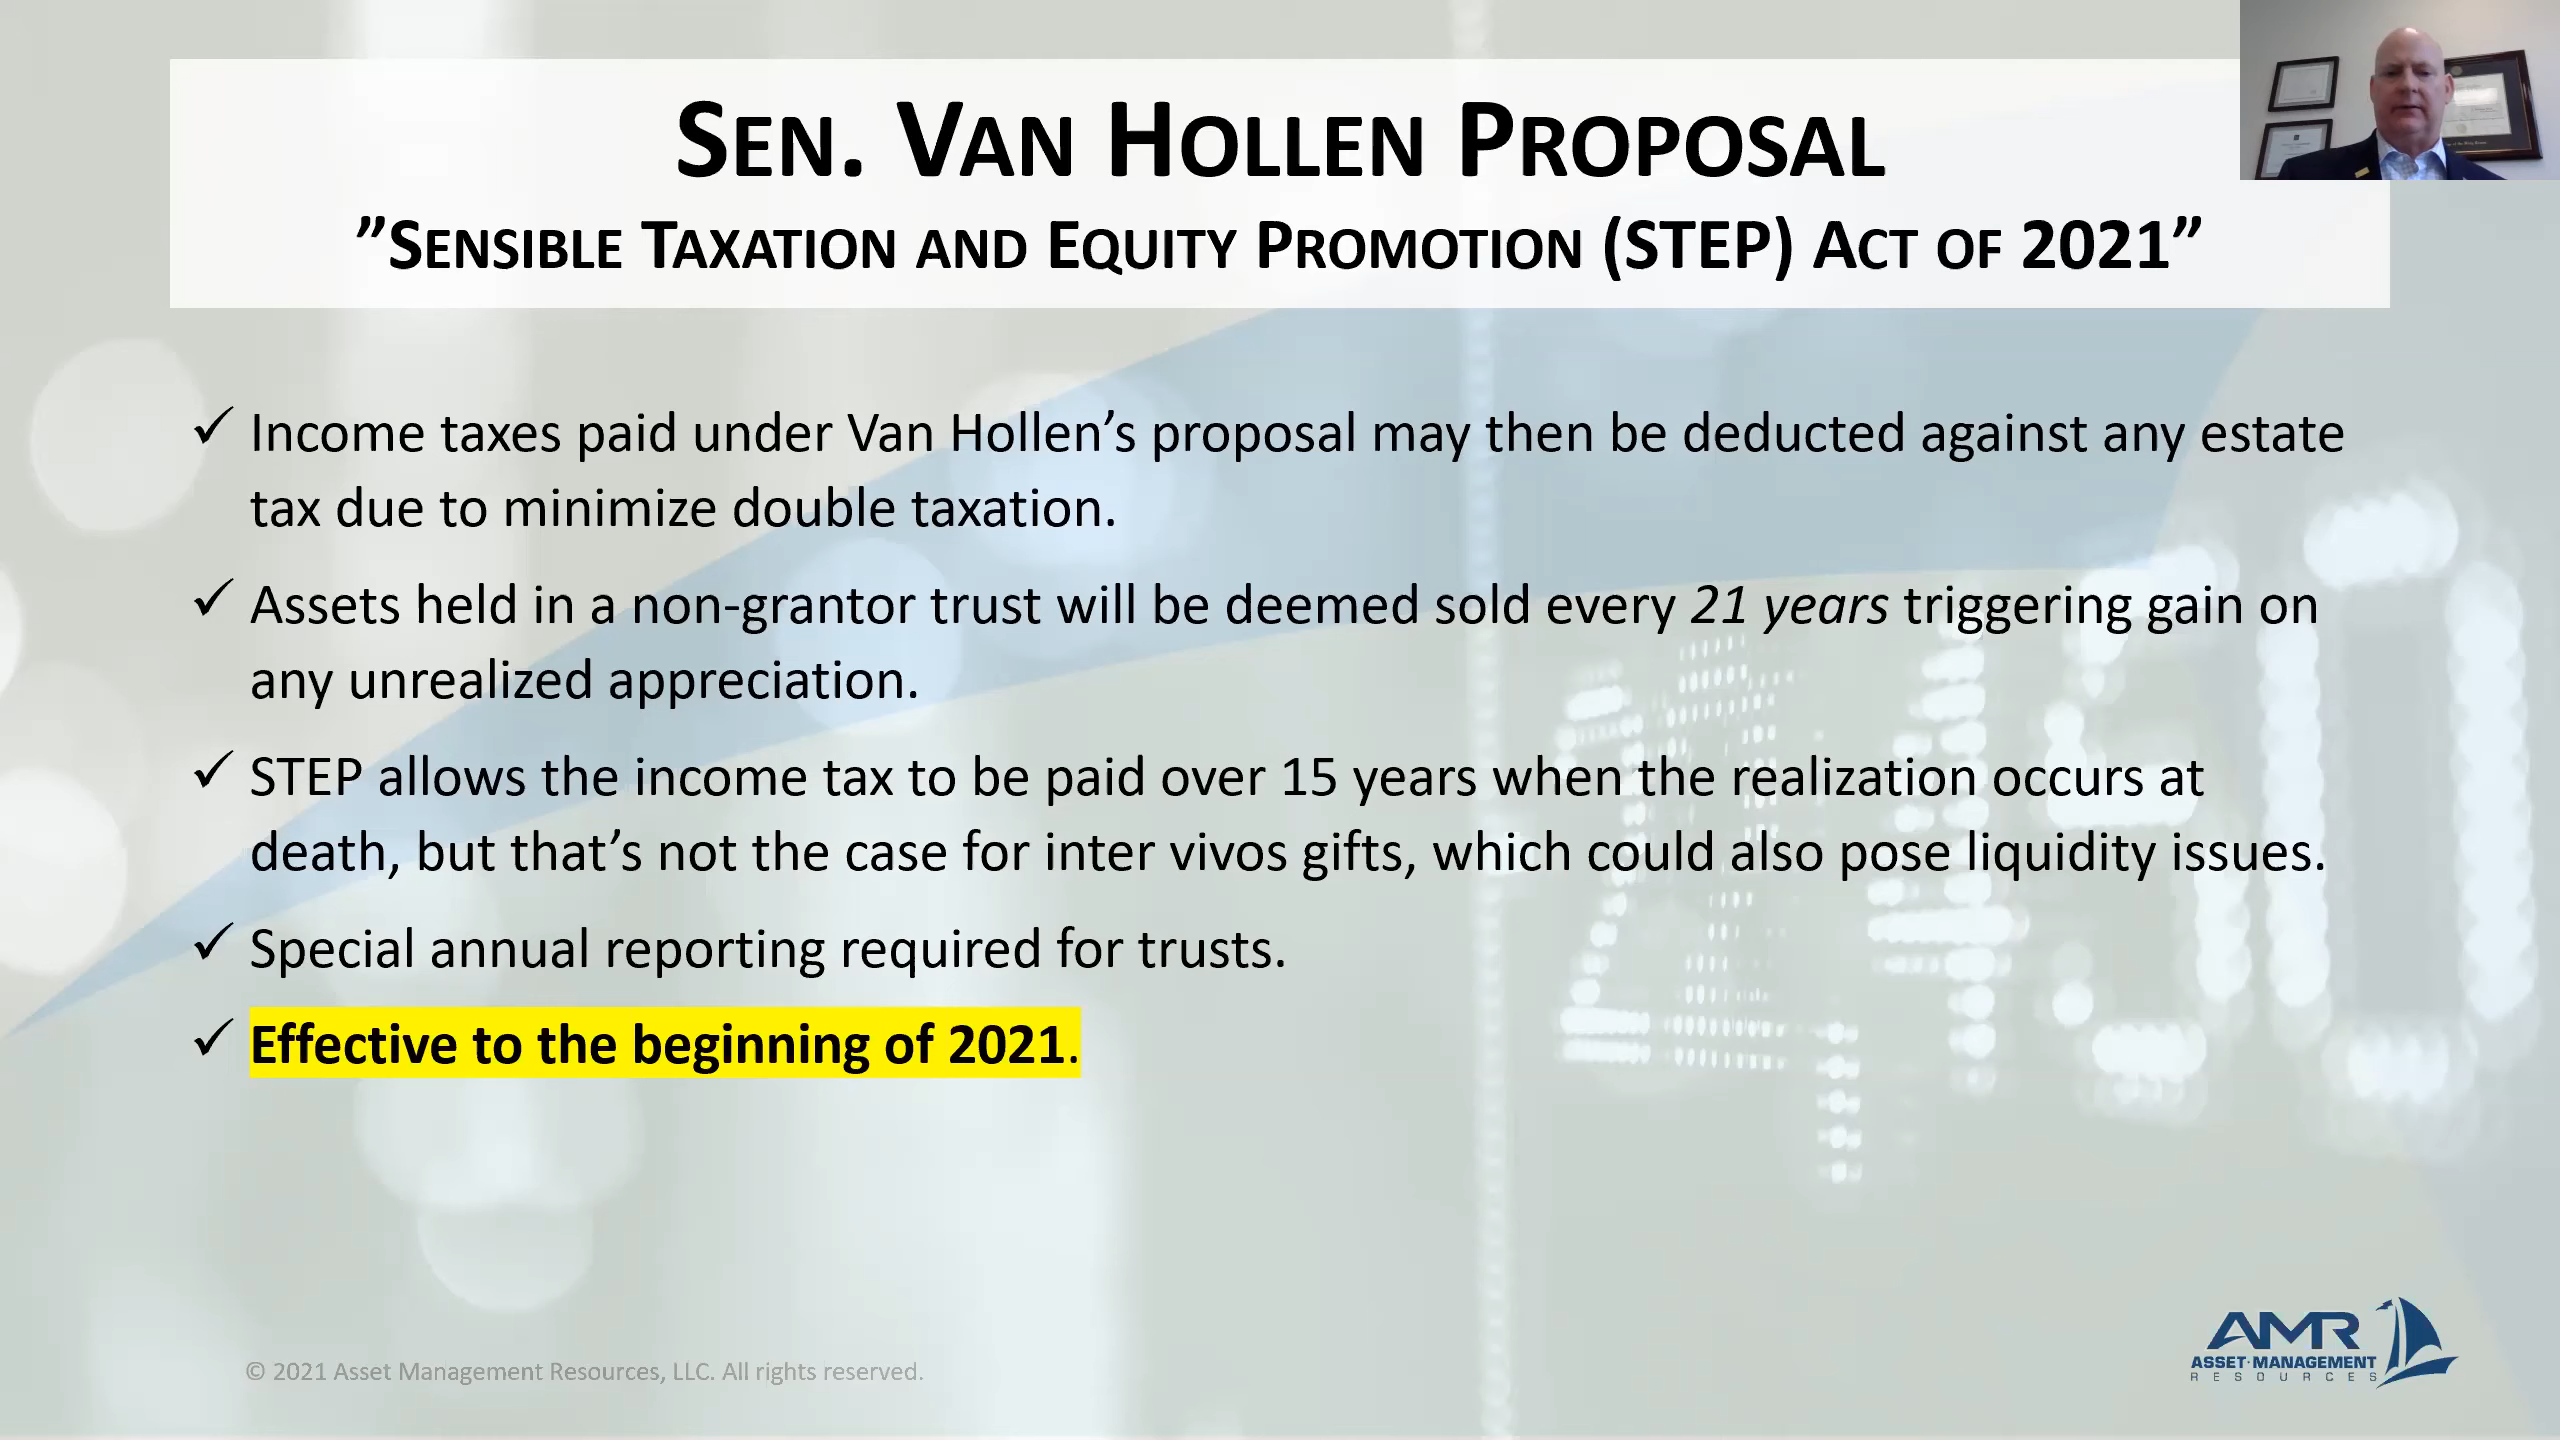 SEN. VAN HOLLEN PROPOSAL
”SENSIBLE TAXATION AND EQUITY PROMOTION (STEP) ACT OF 2021”
✓ Income taxes paid under Van Hollen’s proposal may then be deducted against any estate
tax due to minimize double taxation.
✓ Assets held in a non-grantor trust will be deemed sold every 21 years triggering gain on
any unrealized appreciation.
✓ STEP allows the income tax to be paid over 15 years when the realization occurs at
death, but that’s not the case for inter vivos gifts, which could also pose liquidity issues.
✓ Special annual reporting required for trusts.
✓ Effective to the beginning of 2021.
© 2021 Asset Management Resources, LLC. All rights reserved.
AMR
ASSET·MANAGEMENT
RESOURCES